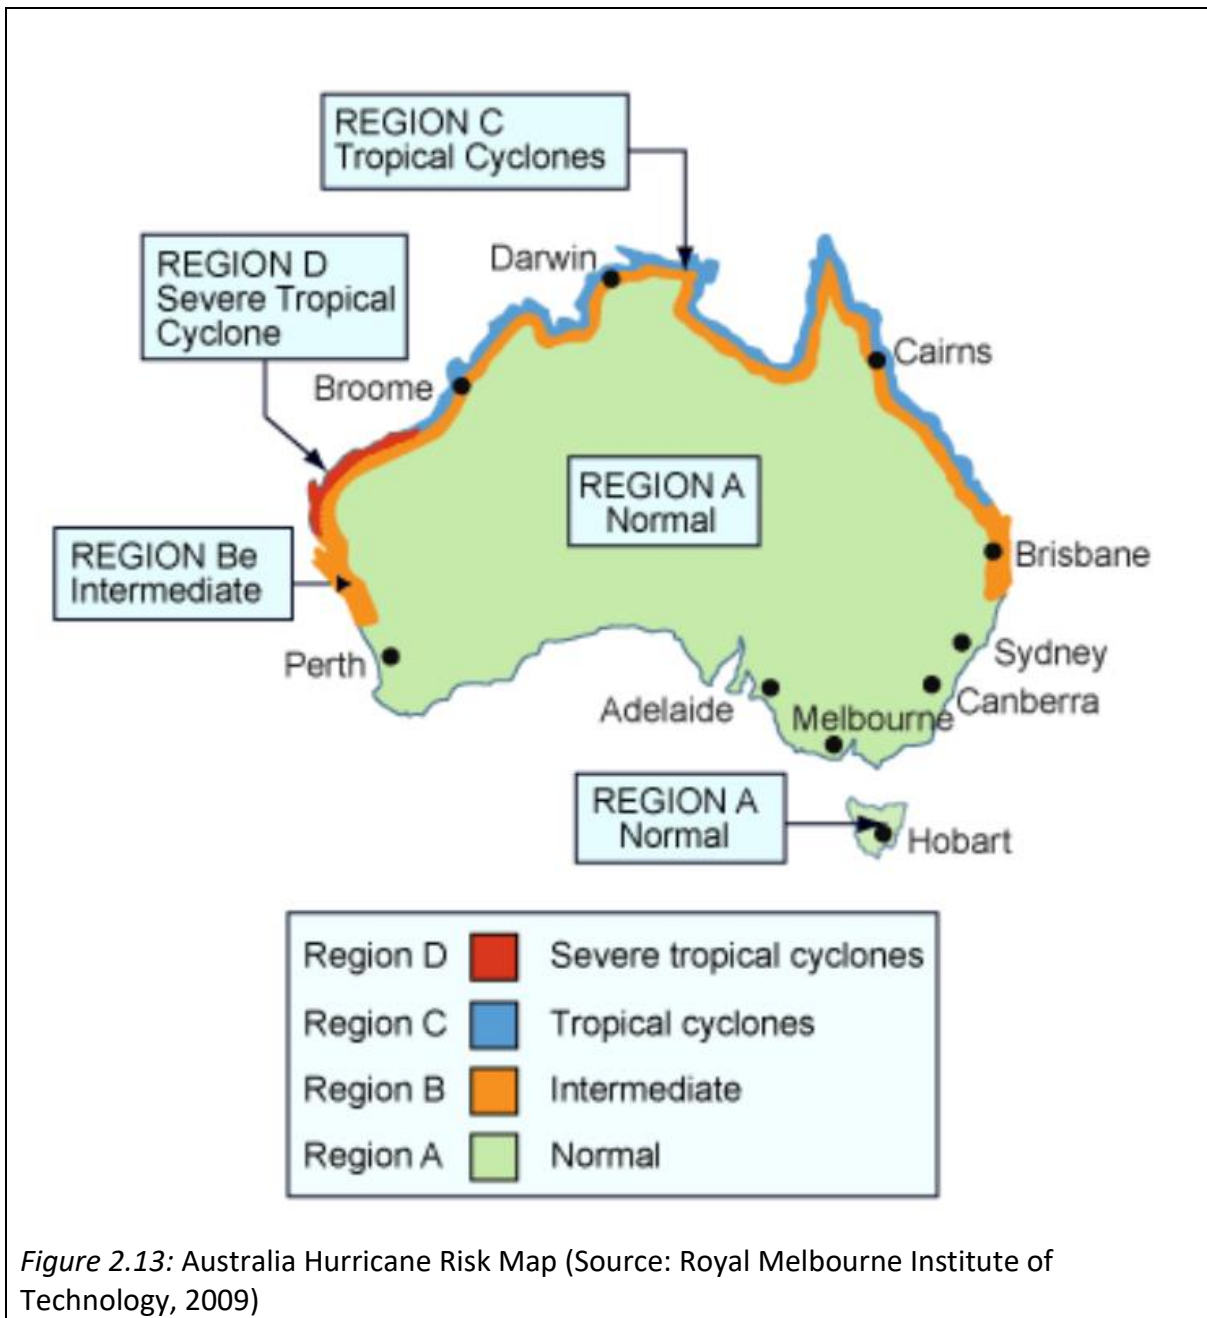 REGION C
Tropical Cyclones
REGION D
Severe Tropical
Cyclone
Darwin
Cairns
Broome
REGION A
Normal
REGION Be
Intermediate
Brisbane
Perth
Sydney
Adelaide
Canberra
Melbourne
REGION A
Normal
Hobart
Region D Severe tropical cyclones
Region C Tropical cyclones
Region B Intermediate
Region A Normal
Figure 2.13: Australia Hurricane Risk Map (Source: Royal Melbourne Institute of
Technology, 2009)